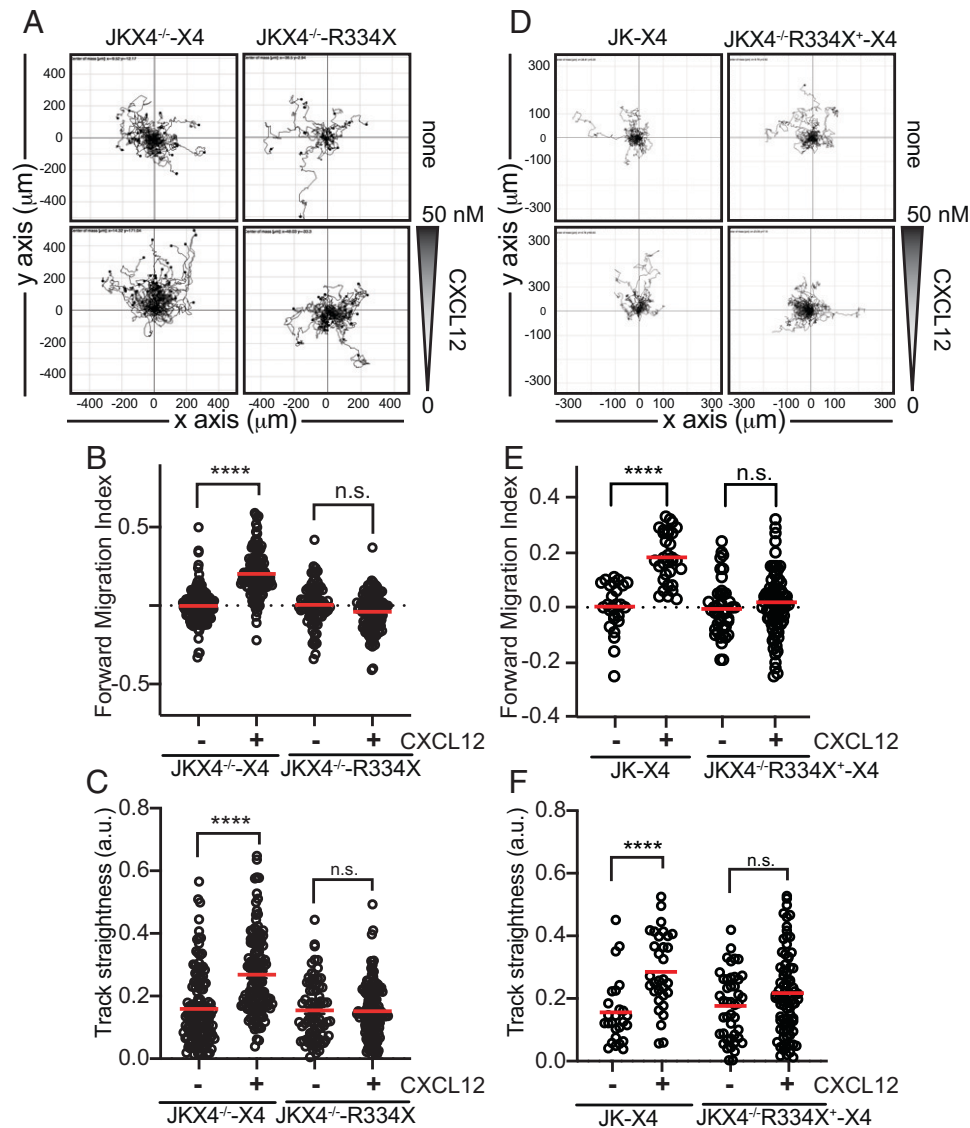 A
JKX4-/--X4
JKX4-/--R334X
none
400
200
0
-200
-400
y axis (µm)
50 nM
CXCL12
0
400
200
0
-200
-400
-400 -200 0 200 400
-400 -200 0 200 400
x axis (µm)
D
JK-X4
JKX4-/-R334X+-X4
none
300
100
0
-100
-300
y axis (µm)
50 nM
CXCL12
0
300
300
100
0
-100
-300
-300 -100 0 100 300
-300 -100 0 100 300
x axis (µm)
B
Forward Migration Index
0.5
-0.5
****
n.s.
- + - + CXCL12
JKX4-/--X4
JKX4-/--R334X
E
Forward Migration Index
0.4
0.2
0.0
-0.2
-0.4
****
n.s.
- + - + CXCL12
JK-X4
JKX4-/-R334X+-X4
C
Track straightness (a.u.)
0.8
0.6
0.4
0.2
0.0
****
n.s.
- + - + CXCL12
JKX4-/--X4
JKX4-/--R334X
F
Track straightness (a.u.)
0.8
0.6
0.4
0.2
0.0
****
n.s.
- + - + CXCL12
JK-X4
JKX4-/-R334X+-X4